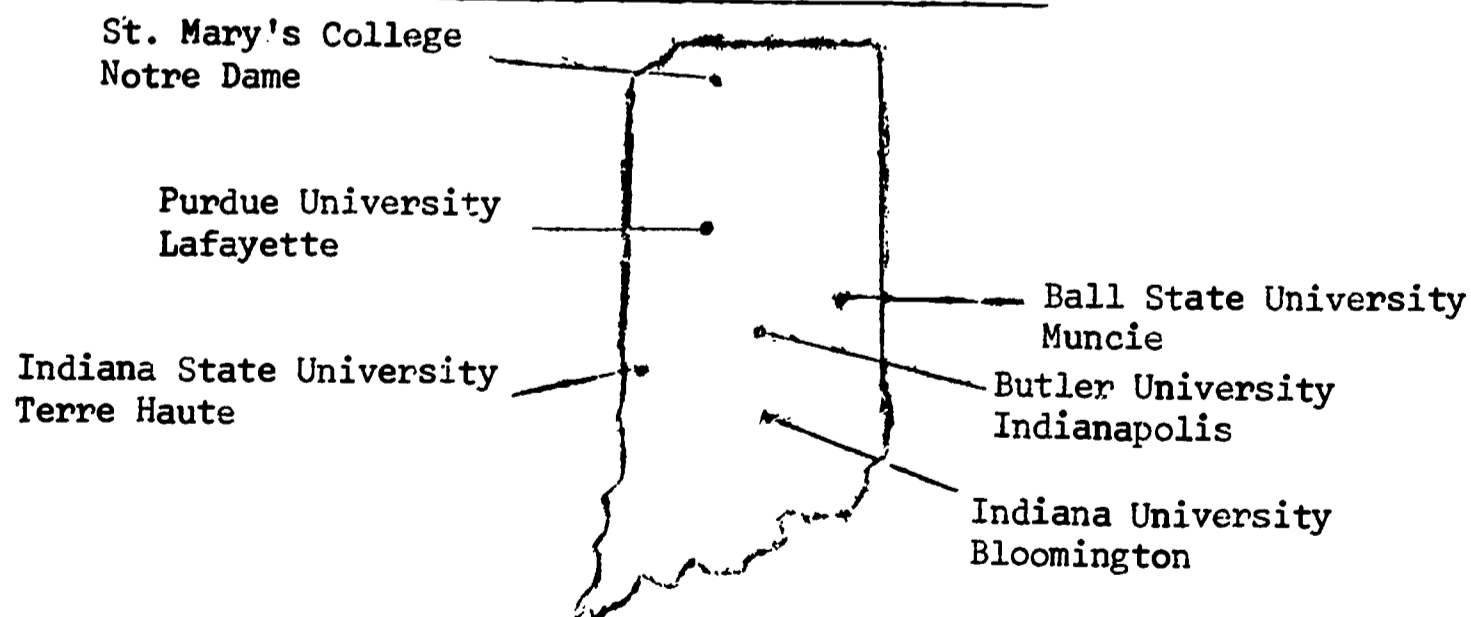 St. Mary's College
Notre Dame
Purdue University
Lafayette
Ball State University
Muncie
Indiana State University
Terre Haute
Butler University
Indianapolis
Indiana University
Bloomington